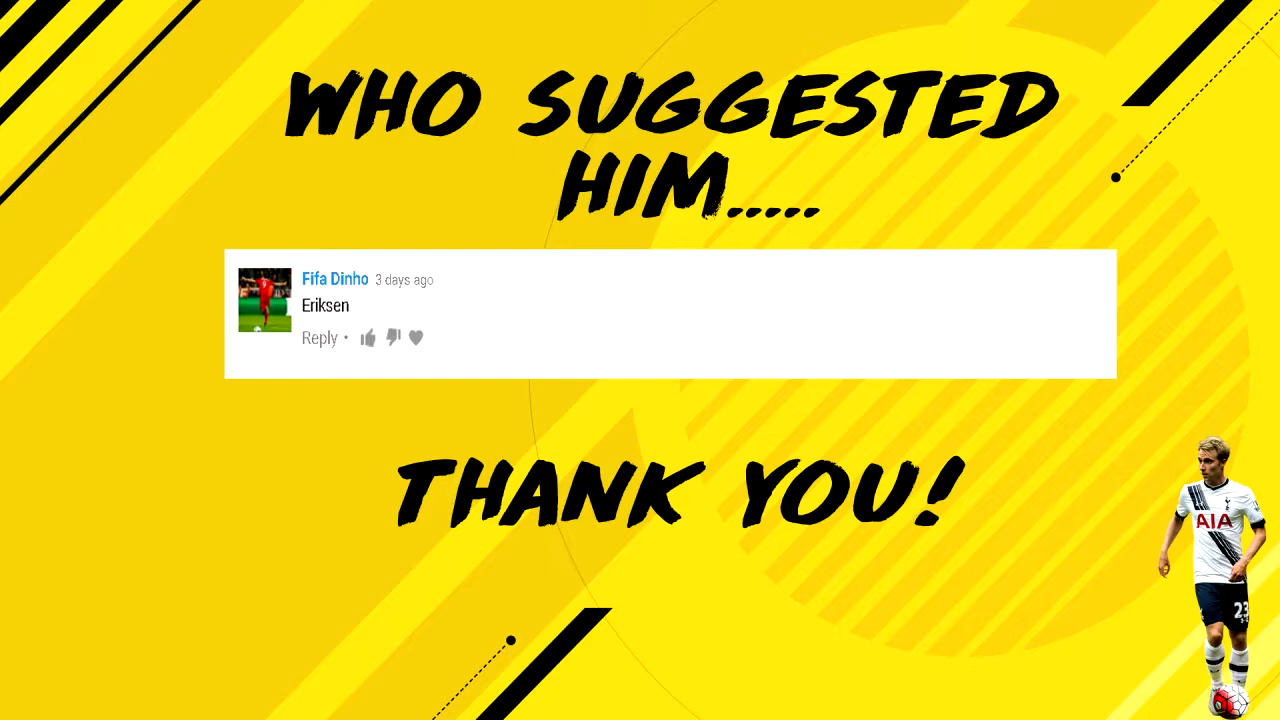 WHO SUGGESTED
HIM.....
Fifa Dinho 3 days ago
Eriksen
Reply •
THANK YOU!
AIA
23